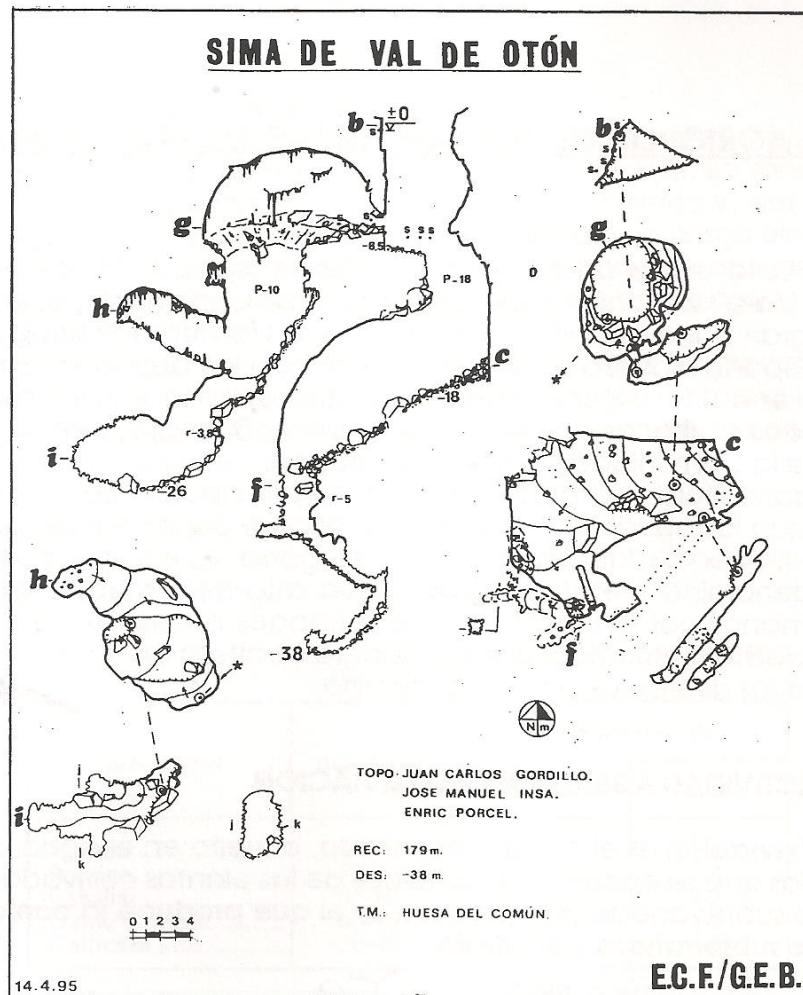 SIMA DE VAL DE OTÓN
b
±0
s
V
b
s
s
s
s
g
s
s
s s s
-8,5
g
P-10
P-18
D
h
*
c
-18
c
r-3,8
i
-26
f
r-5
h
*
38
f
N m
TOPO: JUAN CARLOS GORDILLO.
JOSE MANUEL INSA.
ENRIC PORCEL.
j
i
k
j
k
REC: 179 m.
DES: -38 m.
T.M.: HUESA DEL COMÚN.
0 1 2 3 4
14.4.95
E.C.F./G.E.B.